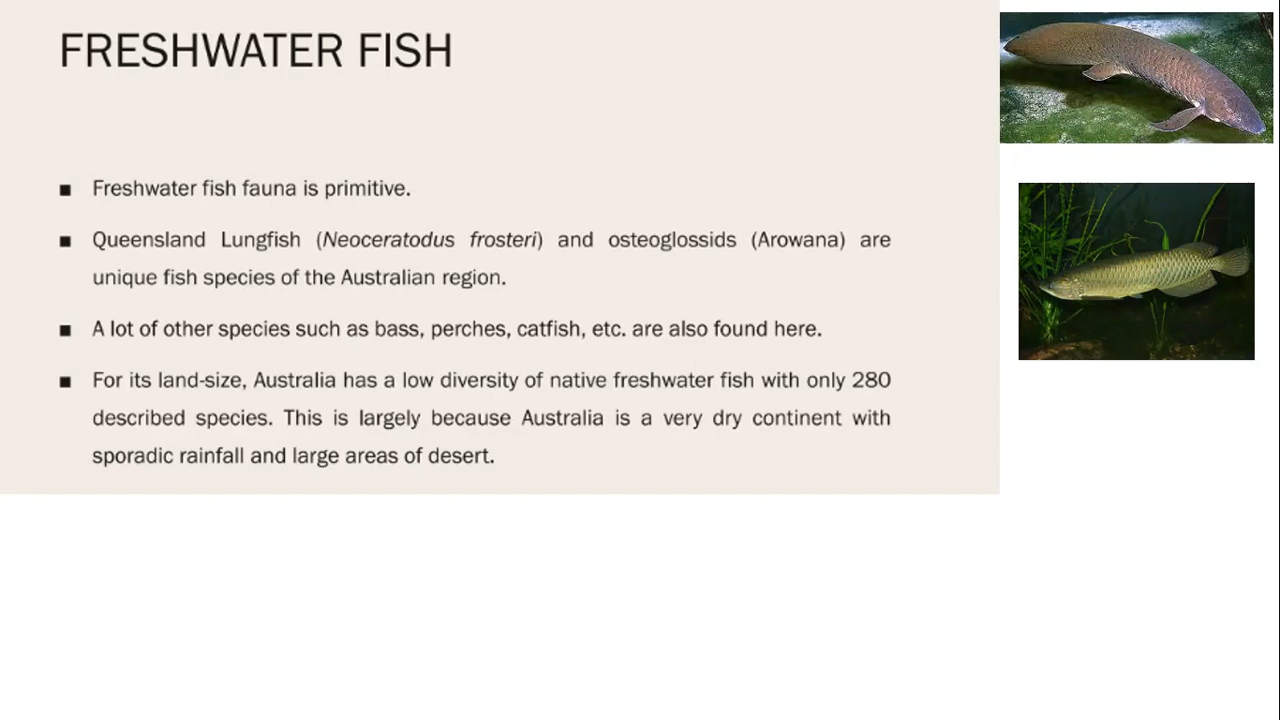 FRESHWATER FISH
■ Freshwater fish fauna is primitive.
■ Queensland Lungfish (Neoceratodus frosteri) and osteoglossids (Arowana) are
unique fish species of the Australian region.
■ A lot of other species such as bass, perches, catfish, etc. are also found here.
■ For its land-size, Australia has a low diversity of native freshwater fish with only 280
described species. This is largely because Australia is a very dry continent with
sporadic rainfall and large areas of desert.